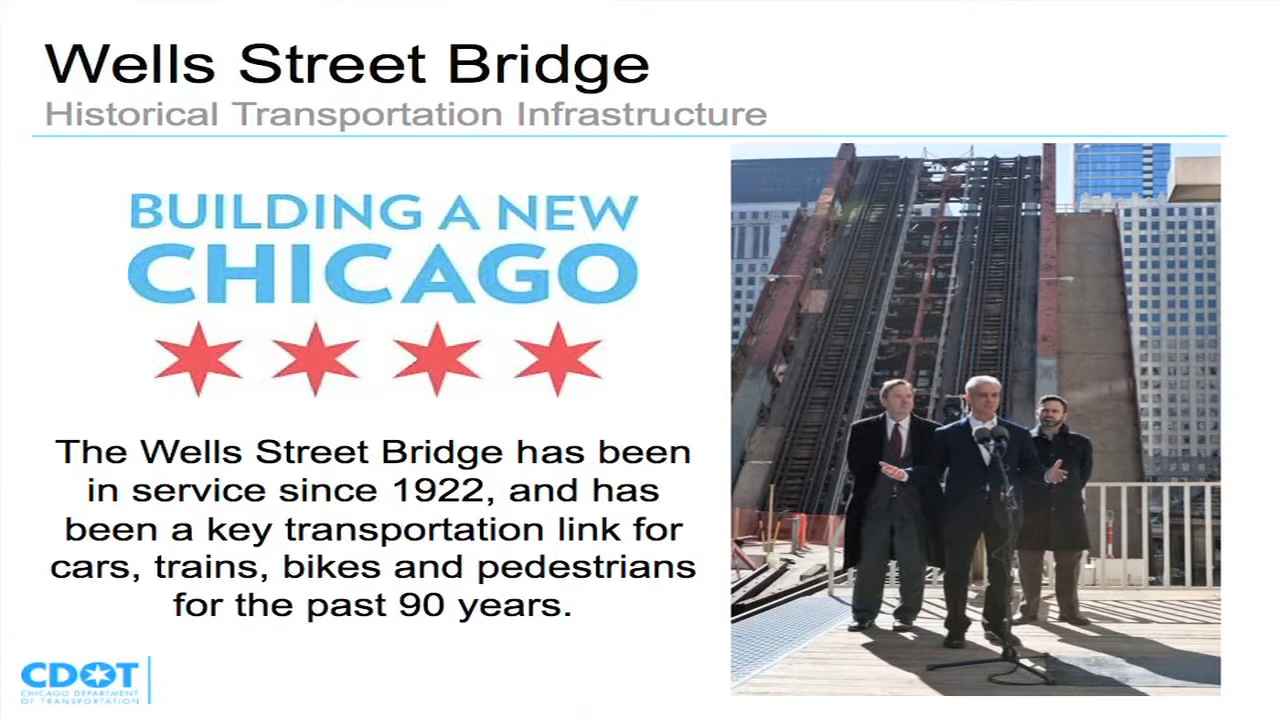 Wells Street Bridge
Historical Transportation Infrastructure
BUILDING A NEW
CHICAGO
The Wells Street Bridge has been
in service since 1922, and has
been a key transportation link for
cars, trains, bikes and pedestrians
for the past 90 years.
CDOT
CHICAGO DEPARTMENT
OF TRANSPORTATION